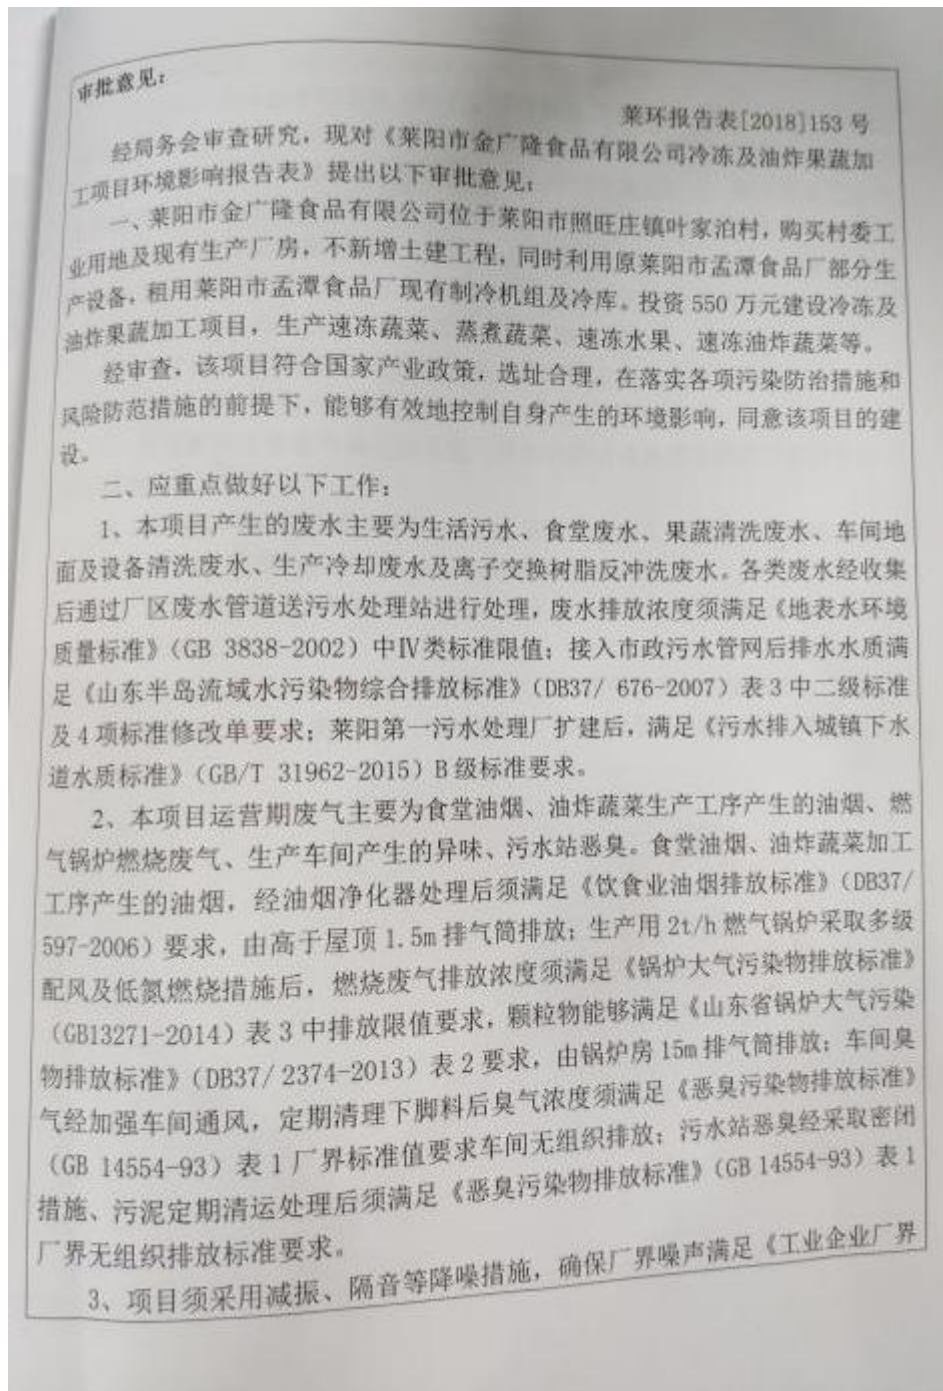 审批意见：
莱环报告表[2018]153 号
经局务会审查研究，现对《莱阳市金广隆食品有限公司冷冻及油炸果蔬加
工项目环境影响报告表》提出以下审批意见：
一、莱阳市金广隆食品有限公司位于莱阳市照旺庄镇叶家泊村，购买村委工
业用地及现有生产厂房，不新增土建工程，同时利用原莱阳市孟潭食品厂部分生
产设备，租用莱阳市孟潭食品厂现有制冷机组及冷库。投资 550 万元建设冷冻及
油炸果蔬加工项目，生产速冻蔬菜、蒸煮蔬菜、速冻水果、速冻油炸蔬菜等。
经审查，该项目符合国家产业政策，选址合理，在落实各项污染防治措施和
风险防范措施的前提下，能够有效地控制自身产生的环境影响，同意该项目的建
设。
二、应重点做好以下工作：
1、本项目产生的废水主要为生活污水、食堂废水、果蔬清洗废水、车间地
面及设备清洗废水、生产冷却废水及离子交换树脂反冲洗废水。各类废水经收集
后通过厂区废水管道送污水处理站进行处理，废水排放浓度须满足《地表水环境
质量标准》（GB 3838-2002）中Ⅳ类标准限值；接入市政污水管网后排水水质满
足《山东半岛流域水污染物综合排放标准》（DB37/ 676-2007）表 3 中二级标准
及 4 项标准修改单要求；莱阳第一污水处理厂扩建后，满足《污水排入城镇下水
道水质标准》（GB/T 31962-2015）B 级标准要求。
2、本项目运营期废气主要为食堂油烟、油炸蔬菜生产工序产生的油烟、燃
气锅炉燃烧废气、生产车间产生的异味、污水站恶臭。食堂油烟、油炸蔬菜加工
工序产生的油烟，经油烟净化器处理后须满足《饮食业油烟排放标准》（DB37/
597-2006）要求，由高于屋顶 1.5m 排气筒排放；生产用 2t/h 燃气锅炉采取多级
配风及低氮燃烧措施后，燃烧废气排放浓度须满足《锅炉大气污染物排放标准》
（GB13271-2014）表 3 中排放限值要求，颗粒物能够满足《山东省锅炉大气污染
物排放标准》（DB37/ 2374-2013）表 2 要求，由锅炉房 15m 排气筒排放；车间臭
气经加强车间通风，定期清理下脚料后臭气浓度须满足《恶臭污染物排放标准》
（GB 14554-93）表 1 厂界标准值要求车间无组织排放；污水站恶臭经采取密闭
措施、污泥定期清运处理后须满足《恶臭污染物排放标准》（GB 14554-93）表 1
厂界无组织排放标准要求。
3、项目须采用减振、隔音等降噪措施，确保厂界噪声满足《工业企业厂界